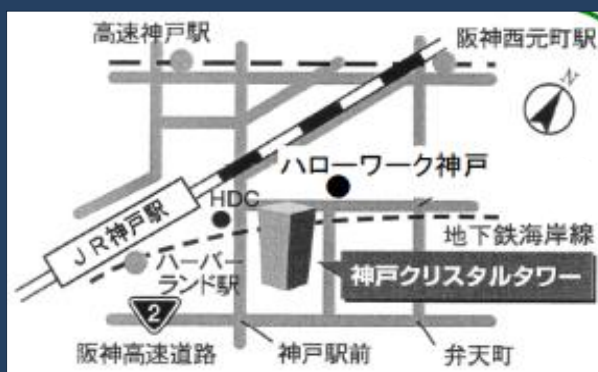 高速神戸駅
阪神西元町駅
N
ハローワーク神戸
HDC
JR神戸駅
地下鉄海岸線
ハーバー
ランド駅
神戸クリスタルタワー
2
阪神高速道路
神戸駅前
弁天町